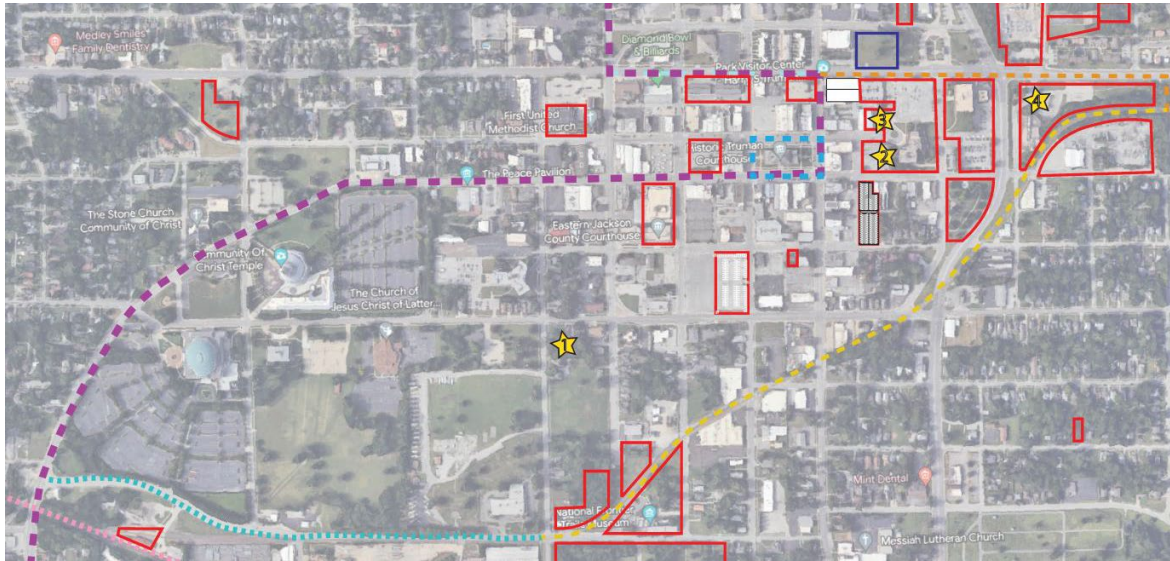 Medley Smiles
Family Dentistry
Diamond Bowl
& Billiards
Park Visitor Center
First United
Methodist Church
3
4
2
Historic Truman
Courthouse
The Peace Pavilion
The Stone Church
Community of
Christ
Eastern Jackson
County Courthouse
Community Of
Christ Temple
The Church of
Jesus Christ of Latter...
1
Mint Dental
National Frontier
Trails Museum
Messiah Lutheran Church